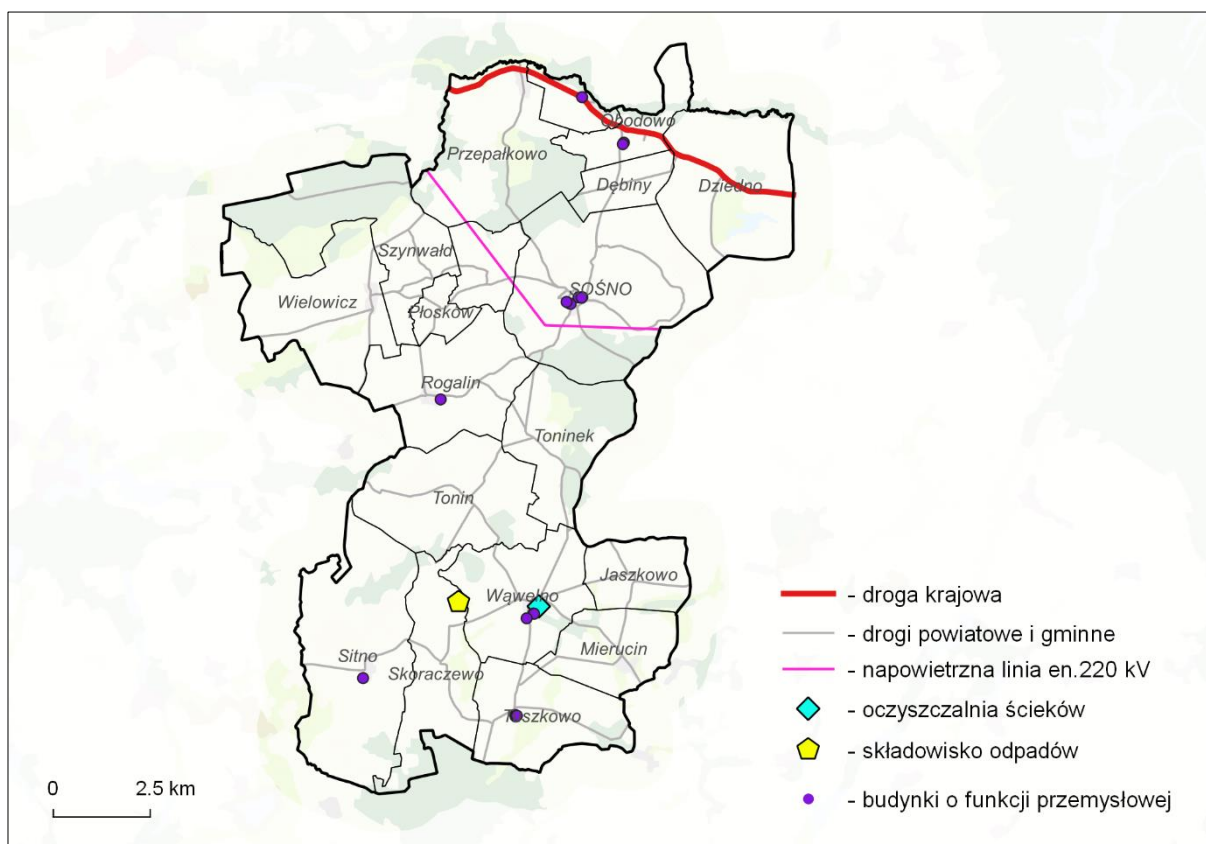 Obodowo
Przepałkowo
Dębiny
Dziedno
Szynwałd
Wielowicz
SOŚNO
Płosków
Rogalin
Toninek
Tonin
Jaszkowo
Wąwelno
Mierucin
Sitno
Skoraczewo
Tuszkowo
- droga krajowa
- drogi powiatowe i gminne
- napowietrzna linia en.220 kV
- oczyszczalnia ścieków
- składowisko odpadów
- budynki o funkcji przemysłowej
0 2.5 km